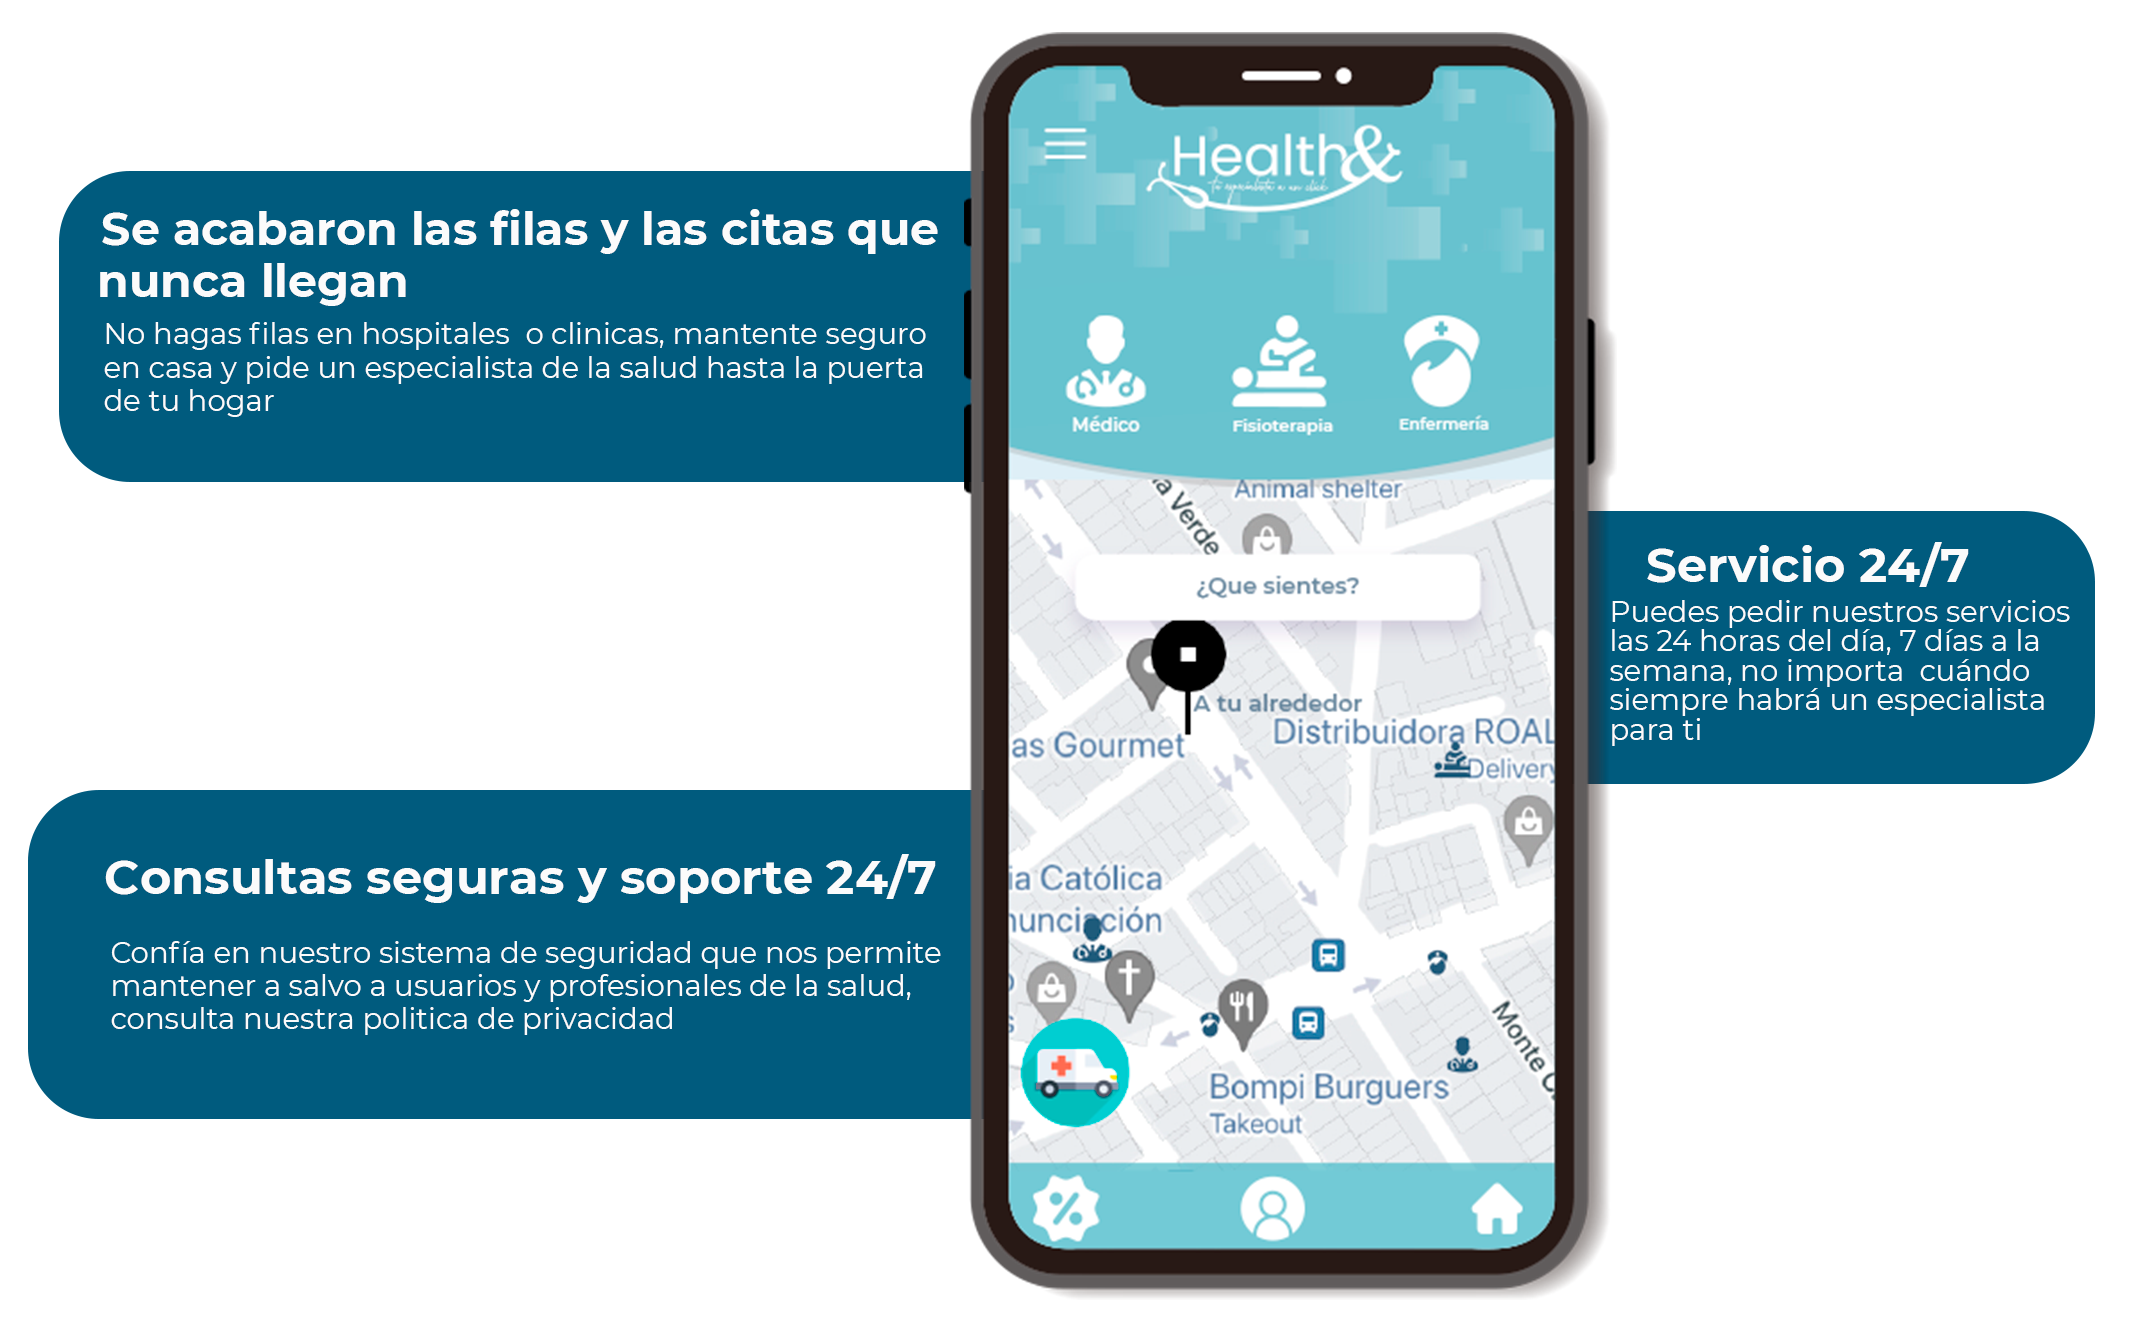 Se acabaron las filas y las citas que
nunca llegan
No hagas filas en hospitales o clinicas, mantente seguro
en casa y pide un especialista de la salud hasta la puerta
de tu hogar
Consultas seguras y soporte 24/7
Confía en nuestro sistema de seguridad que nos permite
mantener a salvo a usuarios y profesionales de la salud,
consulta nuestra politica de privacidad
Health&
tu especialista a un click
Médico
Fisioterapia
Enfermería
Animal shelter
la Verde
¿Que sientes?
A tu alrededor
as Gourmet
Distribuidora ROAL
Delivery
ia Católica
nunciación
Monte C
Bompi Burguers
Takeout
Servicio 24/7
Puedes pedir nuestros servicios
las 24 horas del día, 7 días a la
semana, no importa cuándo
siempre habrá un especialista
para ti